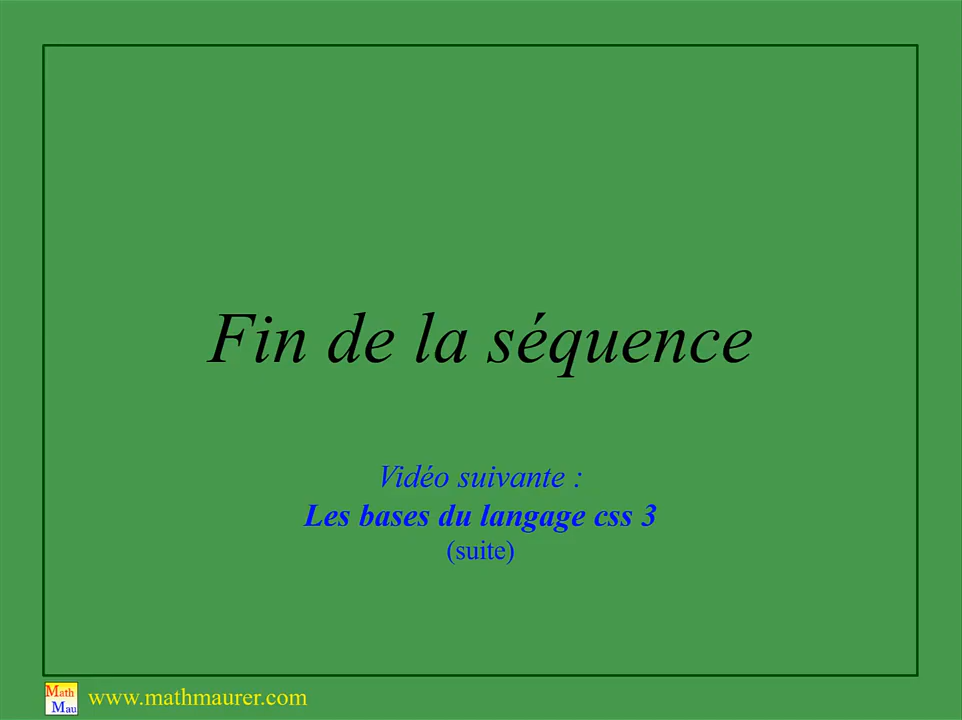 Fin de la séquence
Vidéo suivante :
Les bases du langage css 3
(suite)
Math
Mau
www.mathmaurer.com